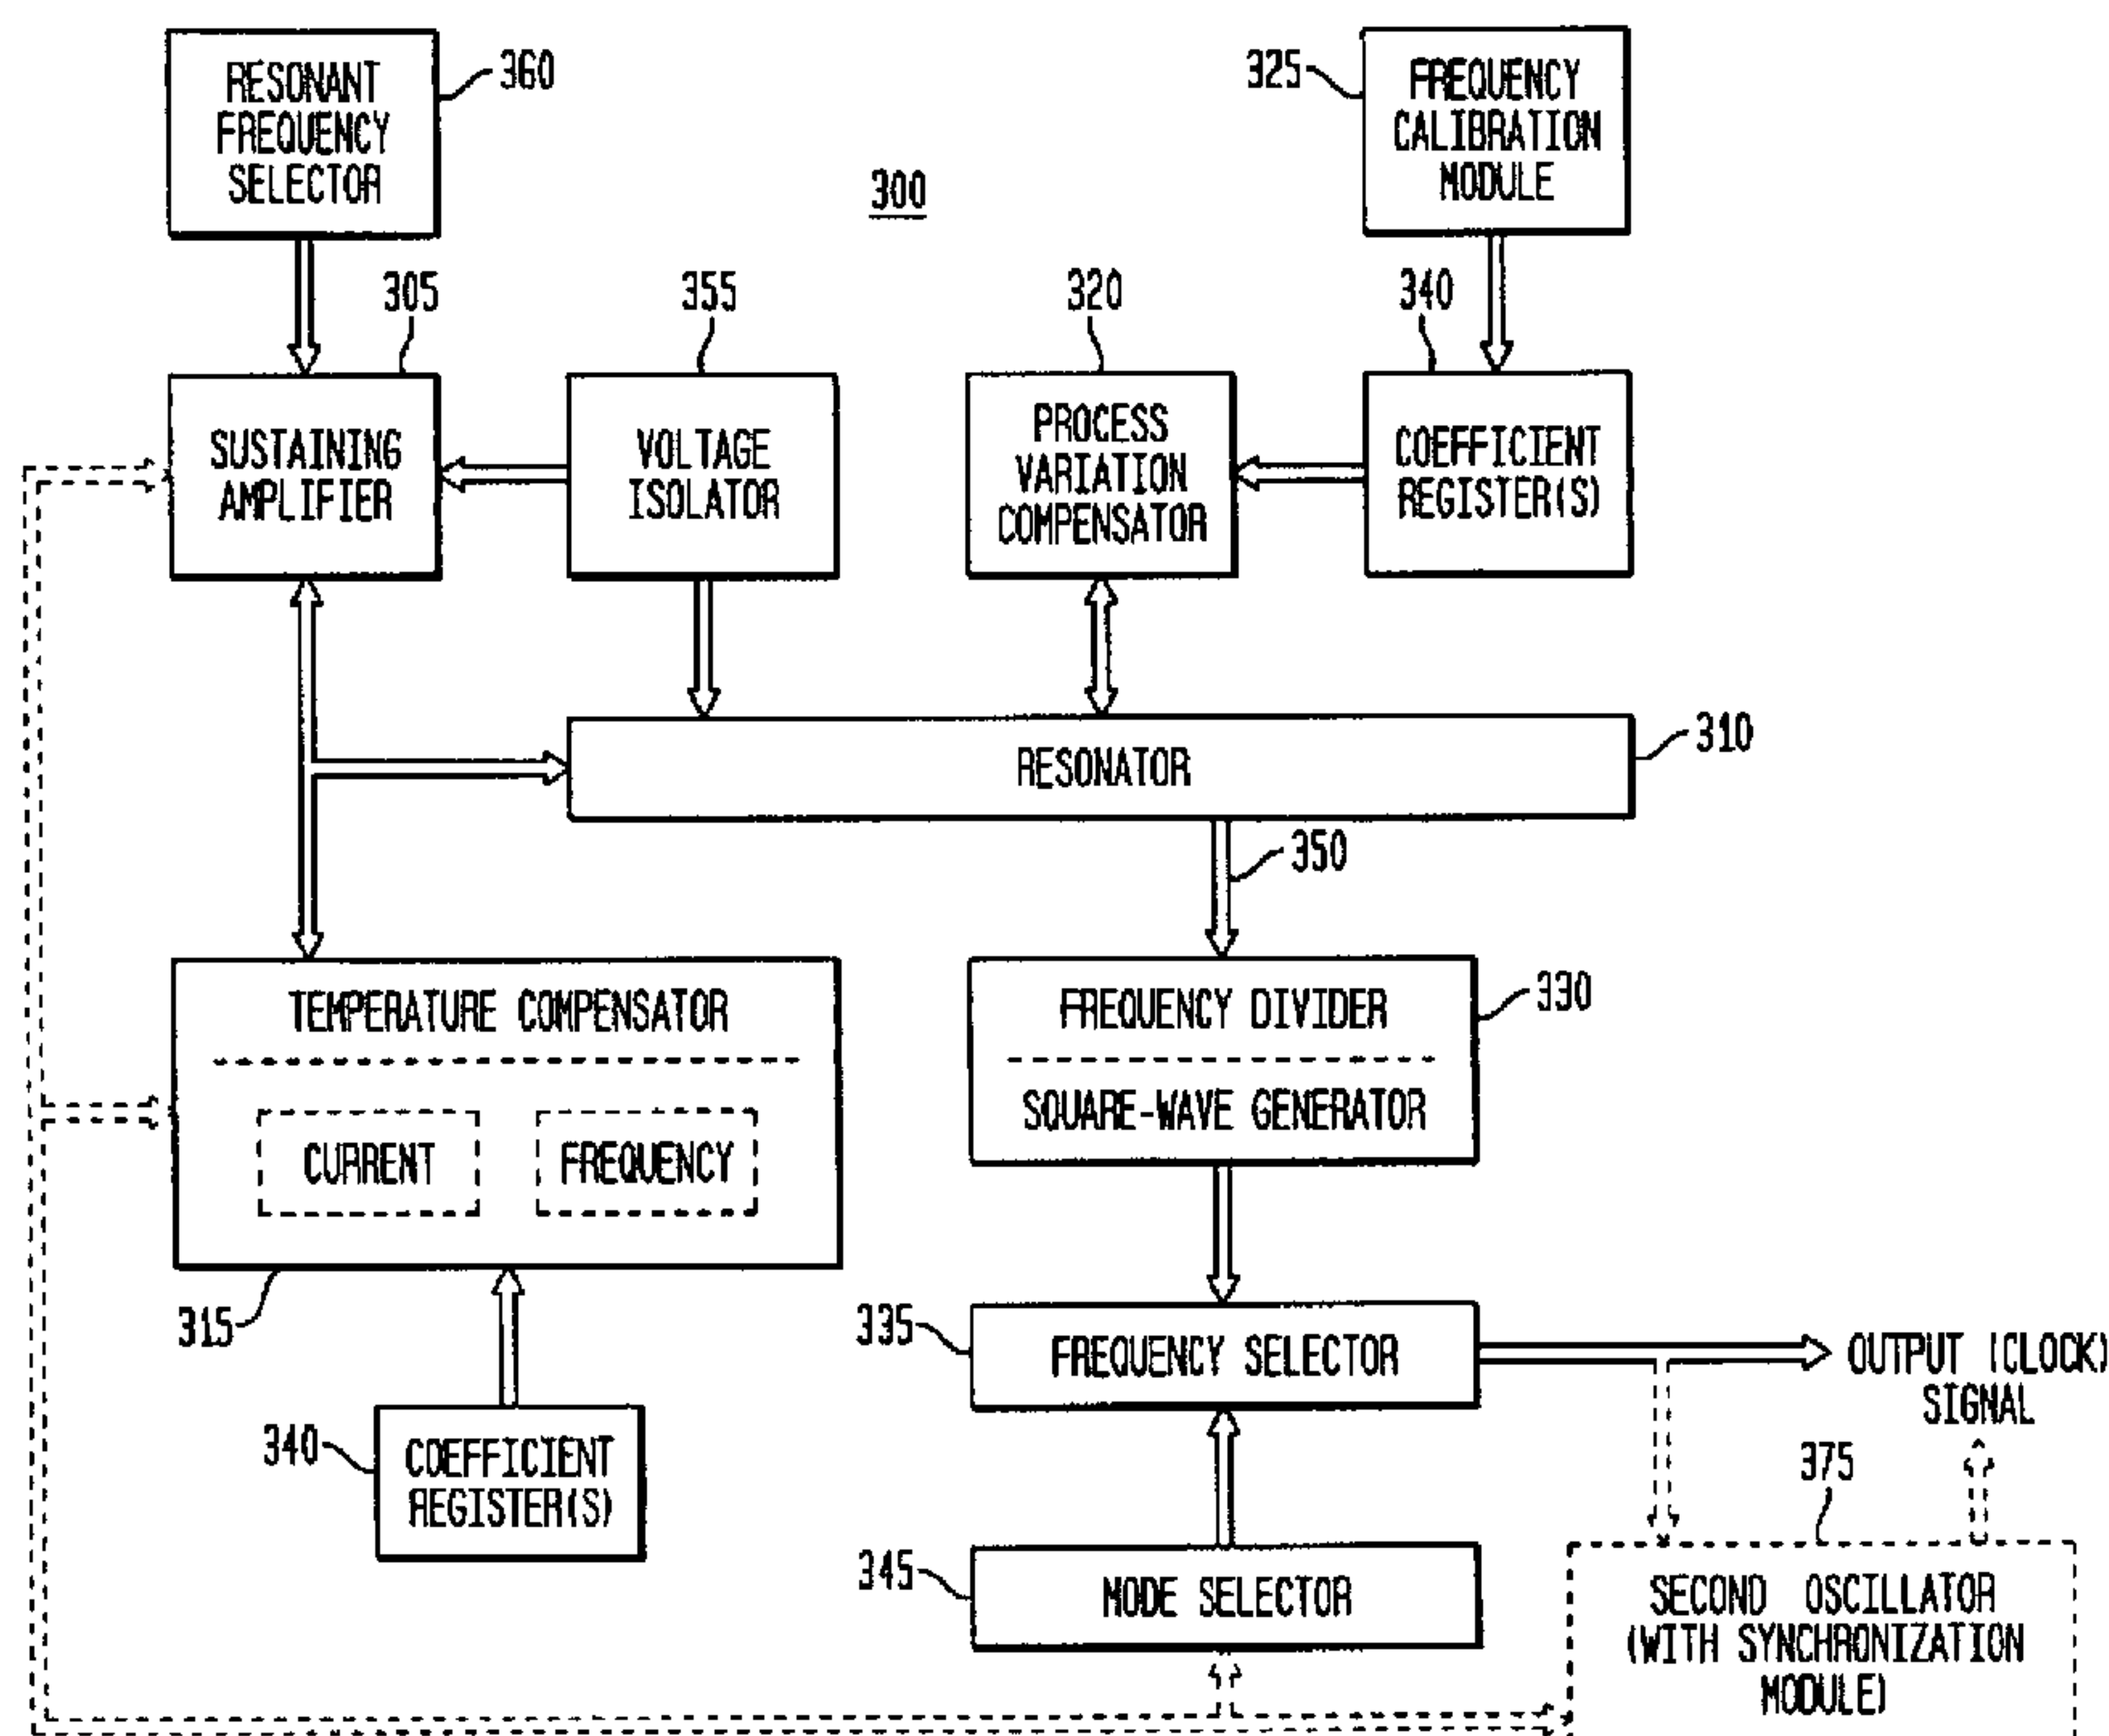 RESONANT
FREQUENCY
SELECTOR
360
325
FREQUENCY
CALIBRATION
MODULE
300
305
355
320
340
SUSTAINING
AMPLIFIER
VOLTAGE
ISOLATOR
PROCESS
VARIATION
COMPENSATOR
COEFFICIENT
REGISTER(S)
RESONATOR
310
350
TEMPERATURE COMPENSATOR
CURRENT
FREQUENCY
315
FREQUENCY DIVIDER
SQUARE-WAVE GENERATOR
330
335
FREQUENCY SELECTOR
OUTPUT (CLOCK)
SIGNAL
340
COEFFICIENT
REGISTER(S)
375
345
MODE SELECTOR
SECOND OSCILLATOR
(WITH SYNCHRONIZATION
MODULE)